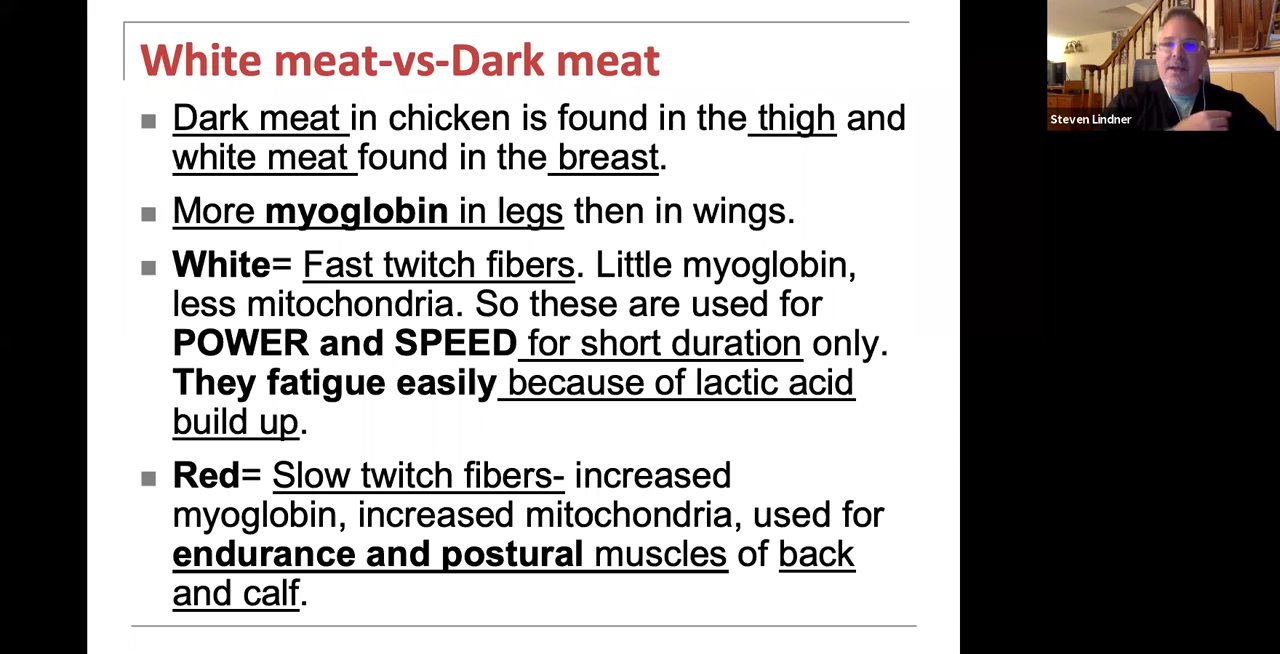 White meat-vs-Dark meat
Dark meat in chicken is found in the thigh and
white meat found in the breast.
More myoglobin in legs then in wings.
White= Fast twitch fibers. Little myoglobin,
less mitochondria. So these are used for
POWER and SPEED for short duration only.
They fatigue easily because of lactic acid
build up.
Red= Slow twitch fibers- increased
myoglobin, increased mitochondria, used for
endurance and postural muscles of back
and calf.
Steven Lindner